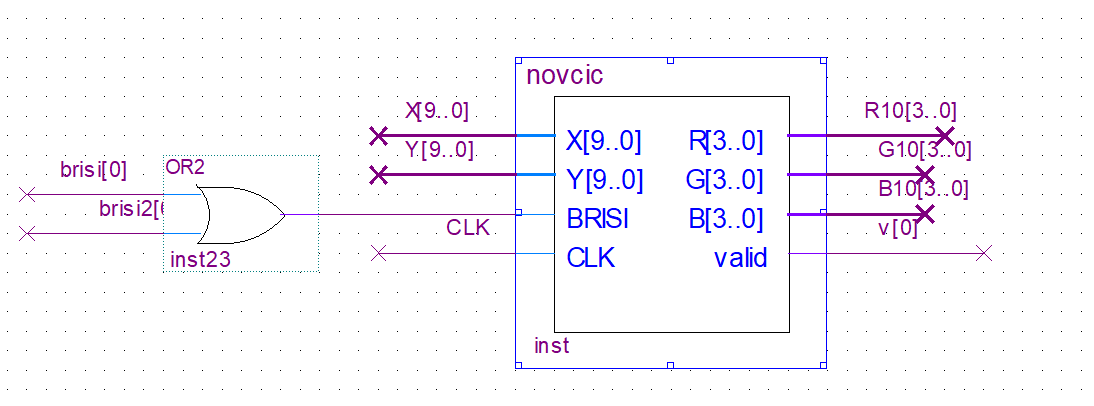 novcic
X[9..0]
R10[3..0]
X[9..0]
R[3..0]
Y[9..0]
G10[3..0]
brisi[0]
OR2
Y[9..0]
G[3..0]
B10[3..0]
brisi2[
BRISI
B[3..0]
CLK
v[0]
inst23
CLK
valid
inst